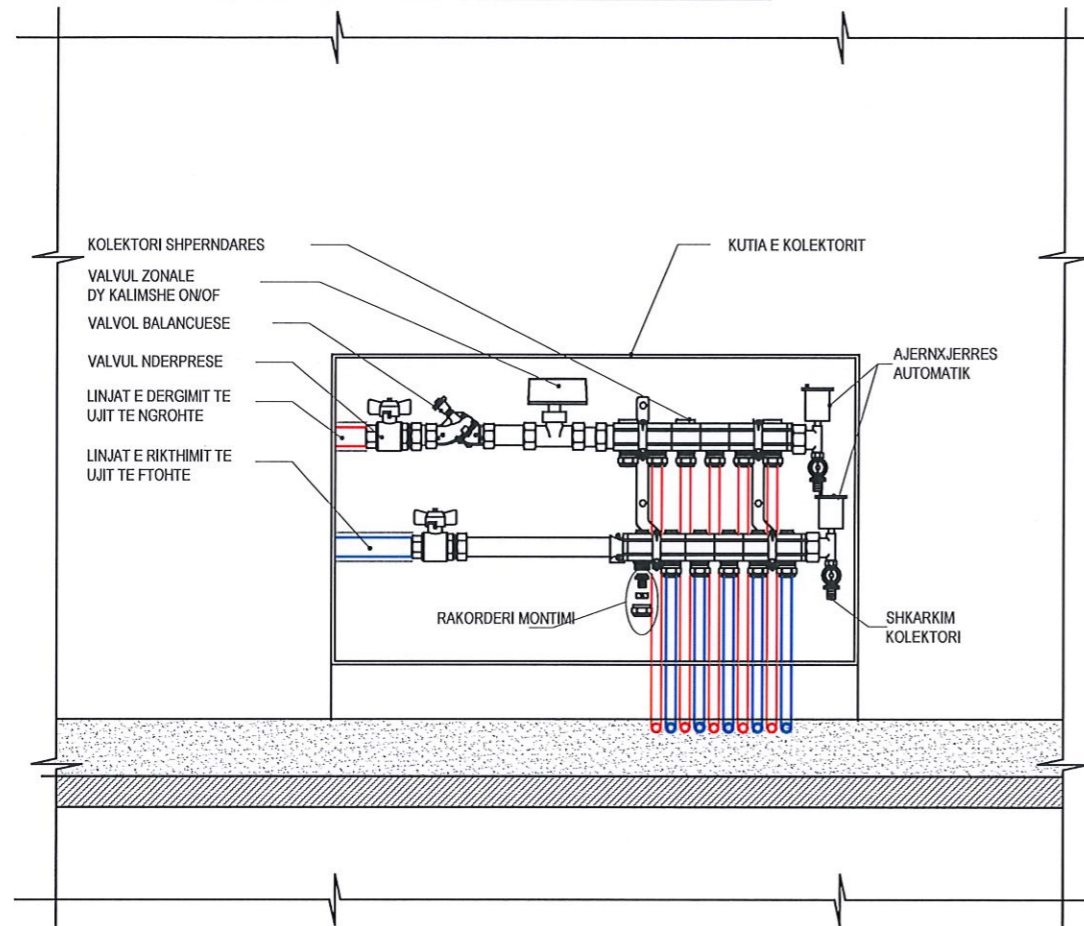 KOLEKTORI SHPERNDARES
KUTIA E KOLEKTORIT
VALVUL ZONALE
DY KALIMSHE ON/OF
VALVOL BALANCUESE
AJERNXJERRES
AUTOMATIK
VALVUL NDERPRESE
LINJAT E DERGIMIT TE
UJIT TE NGROHTE
LINJAT E RIKTHIMIT TE
UJIT TE FTOHTE
RAKORDERI MONTIMI
SHKARKIM
KOLEKTORI